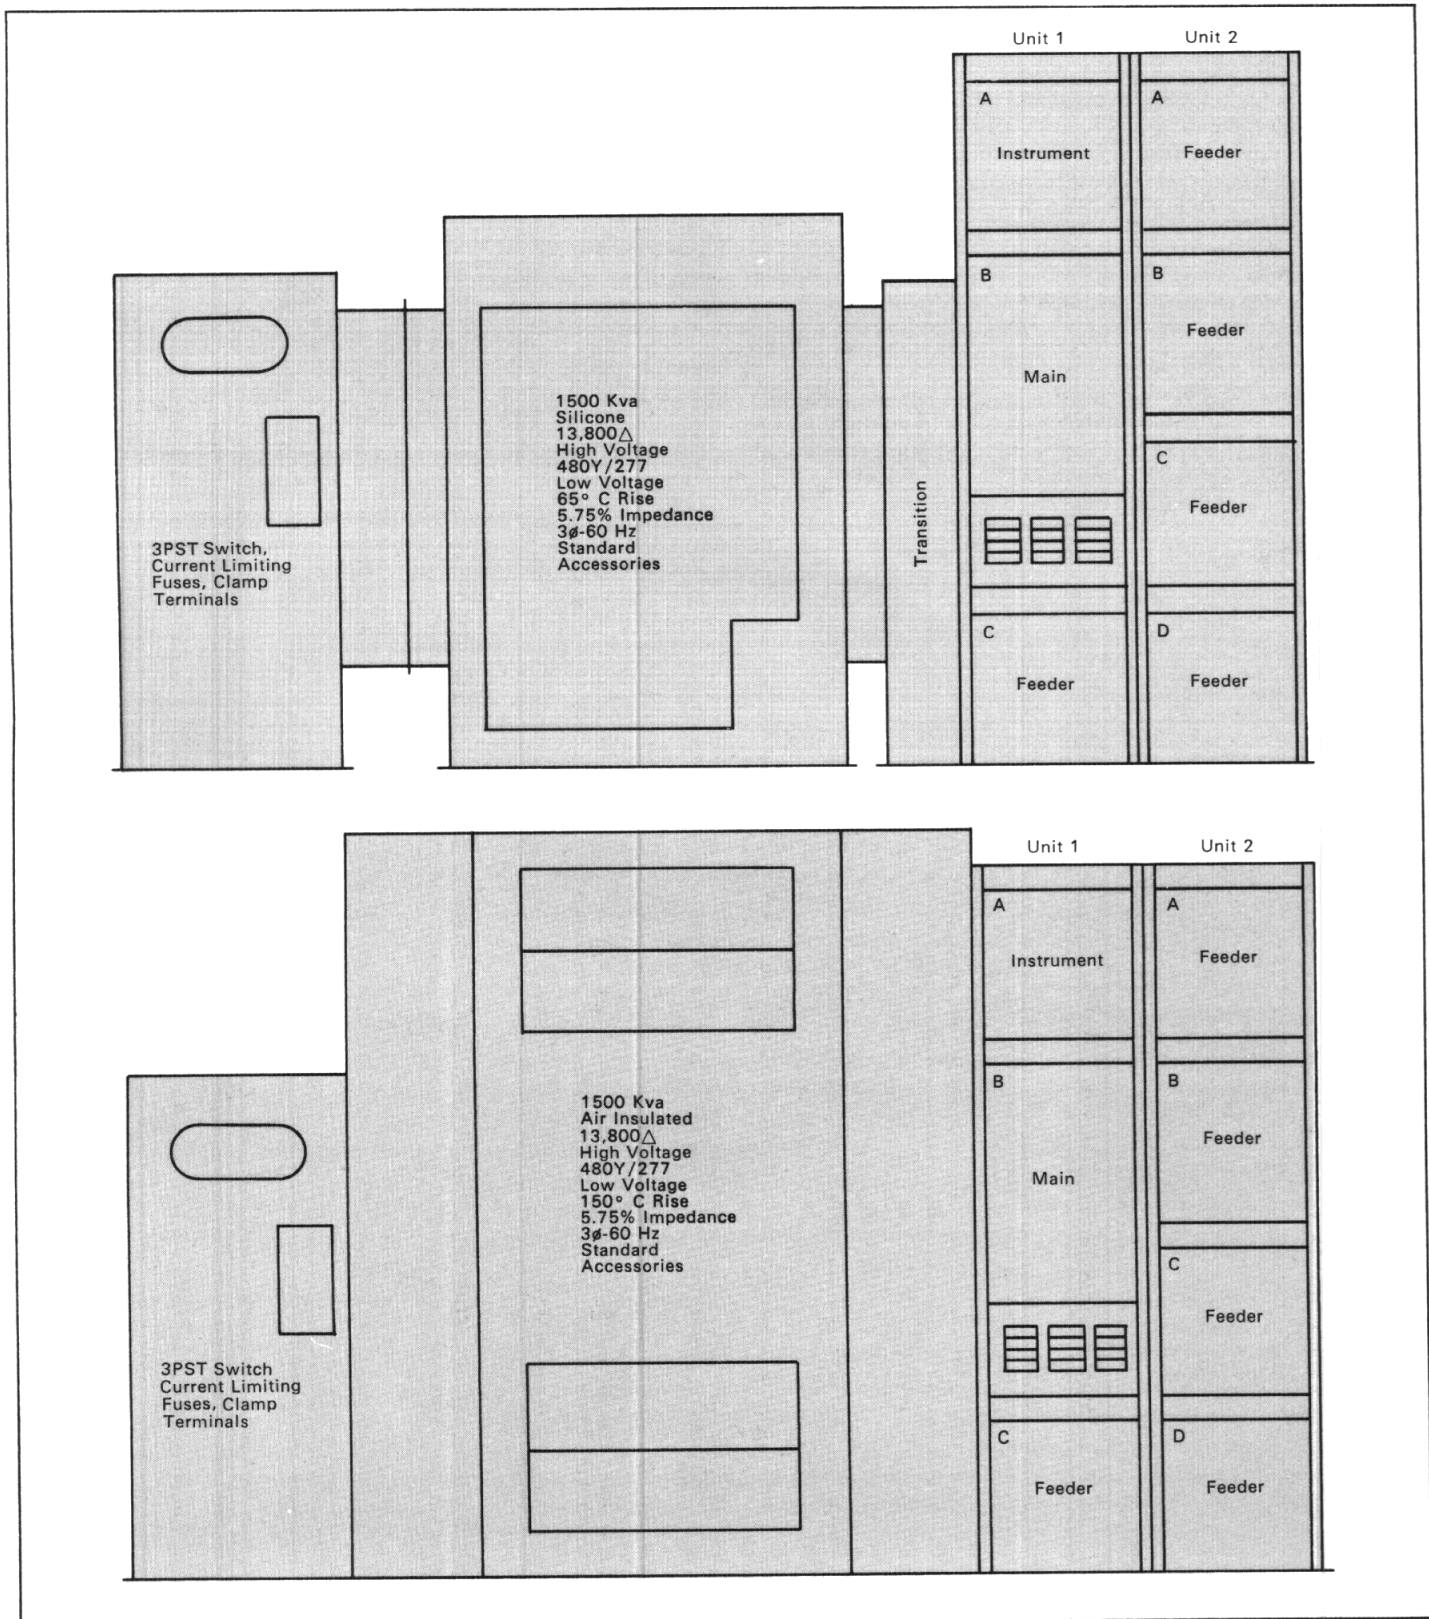 Unit 1
Unit 2
A
A
Instrument
Feeder
B
B
Feeder
Main
1500 Kva
Silicone
13,800△
High Voltage
480Y/277
Low Voltage
65° C Rise
5.75% Impedance
3ø-60 Hz
Standard
Accessories
C
Feeder
Transition
3PST Switch,
Current Limiting
Fuses, Clamp
Terminals
C
D
Feeder
Feeder
Unit 1
Unit 2
A
A
Instrument
Feeder
B
B
1500 Kva
Air Insulated
13,800△
High Voltage
480Y/277
Low Voltage
150° C Rise
5.75% Impedance
3ø-60 Hz
Standard
Accessories
Feeder
Main
C
Feeder
3PST Switch
Current Limiting
Fuses, Clamp
Terminals
C
D
Feeder
Feeder